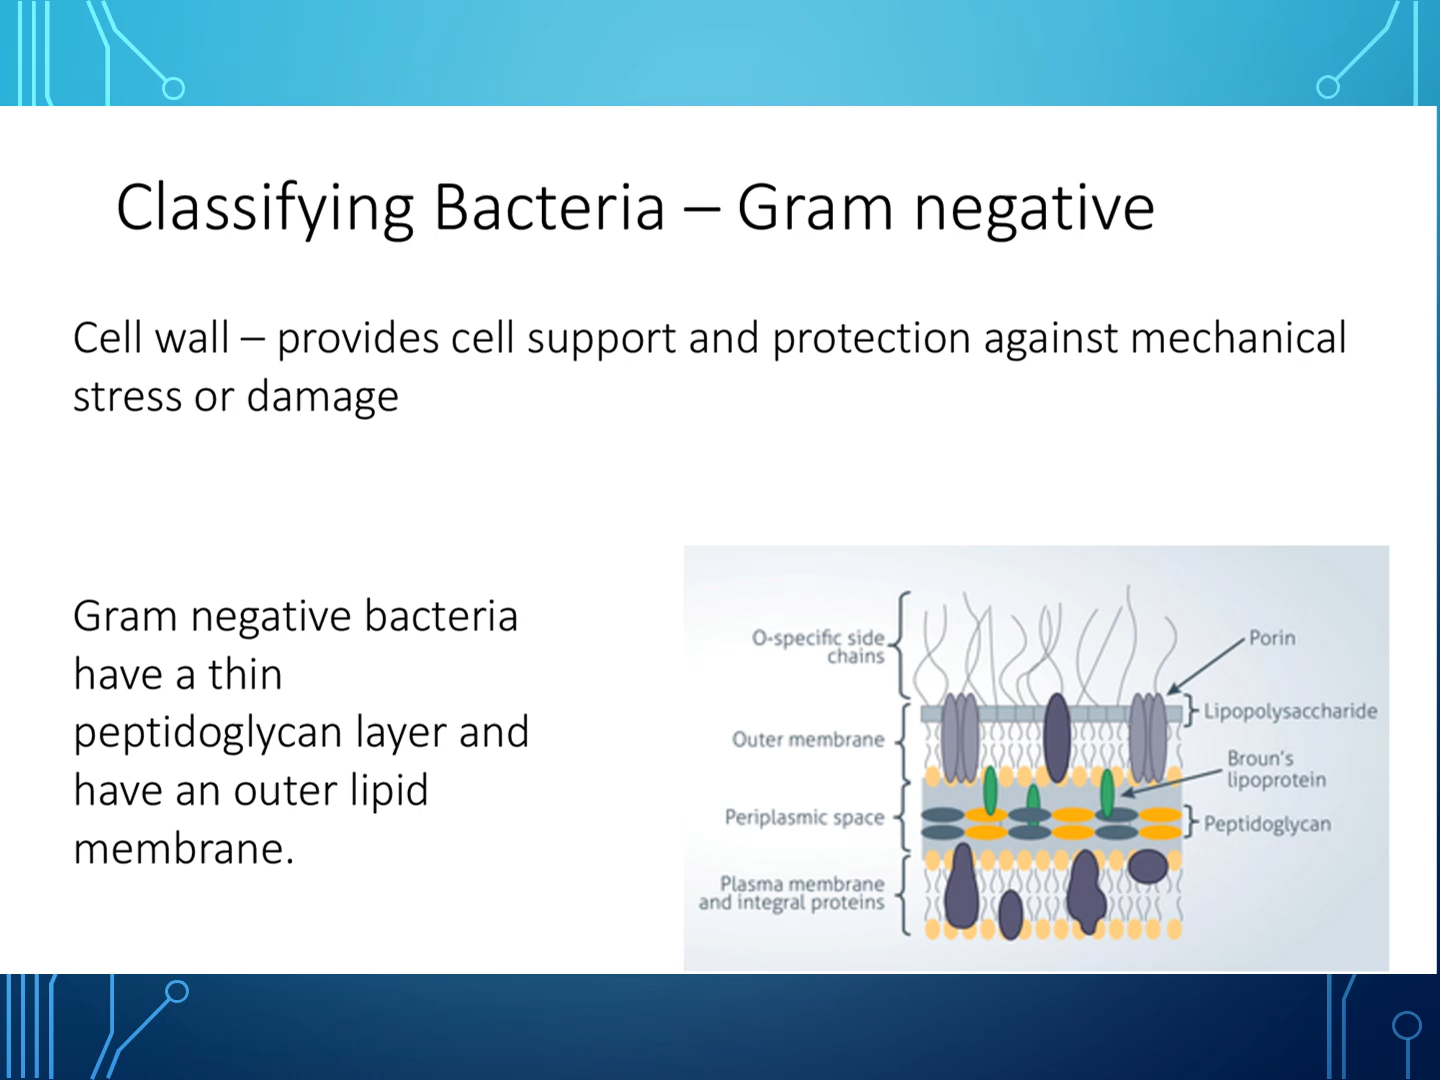 Classifying Bacteria – Gram negative
Cell wall – provides cell support and protection against mechanical
stress or damage
Gram negative bacteria
have a thin
peptidoglycan layer and
have an outer lipid
membrane.
O-specific side
chains
Outer membrane
Periplasmic space
Plasma membrane
and integral proteins
Porin
Lipopolysaccharide
Broun's
lipoprotein
Peptidoglycan